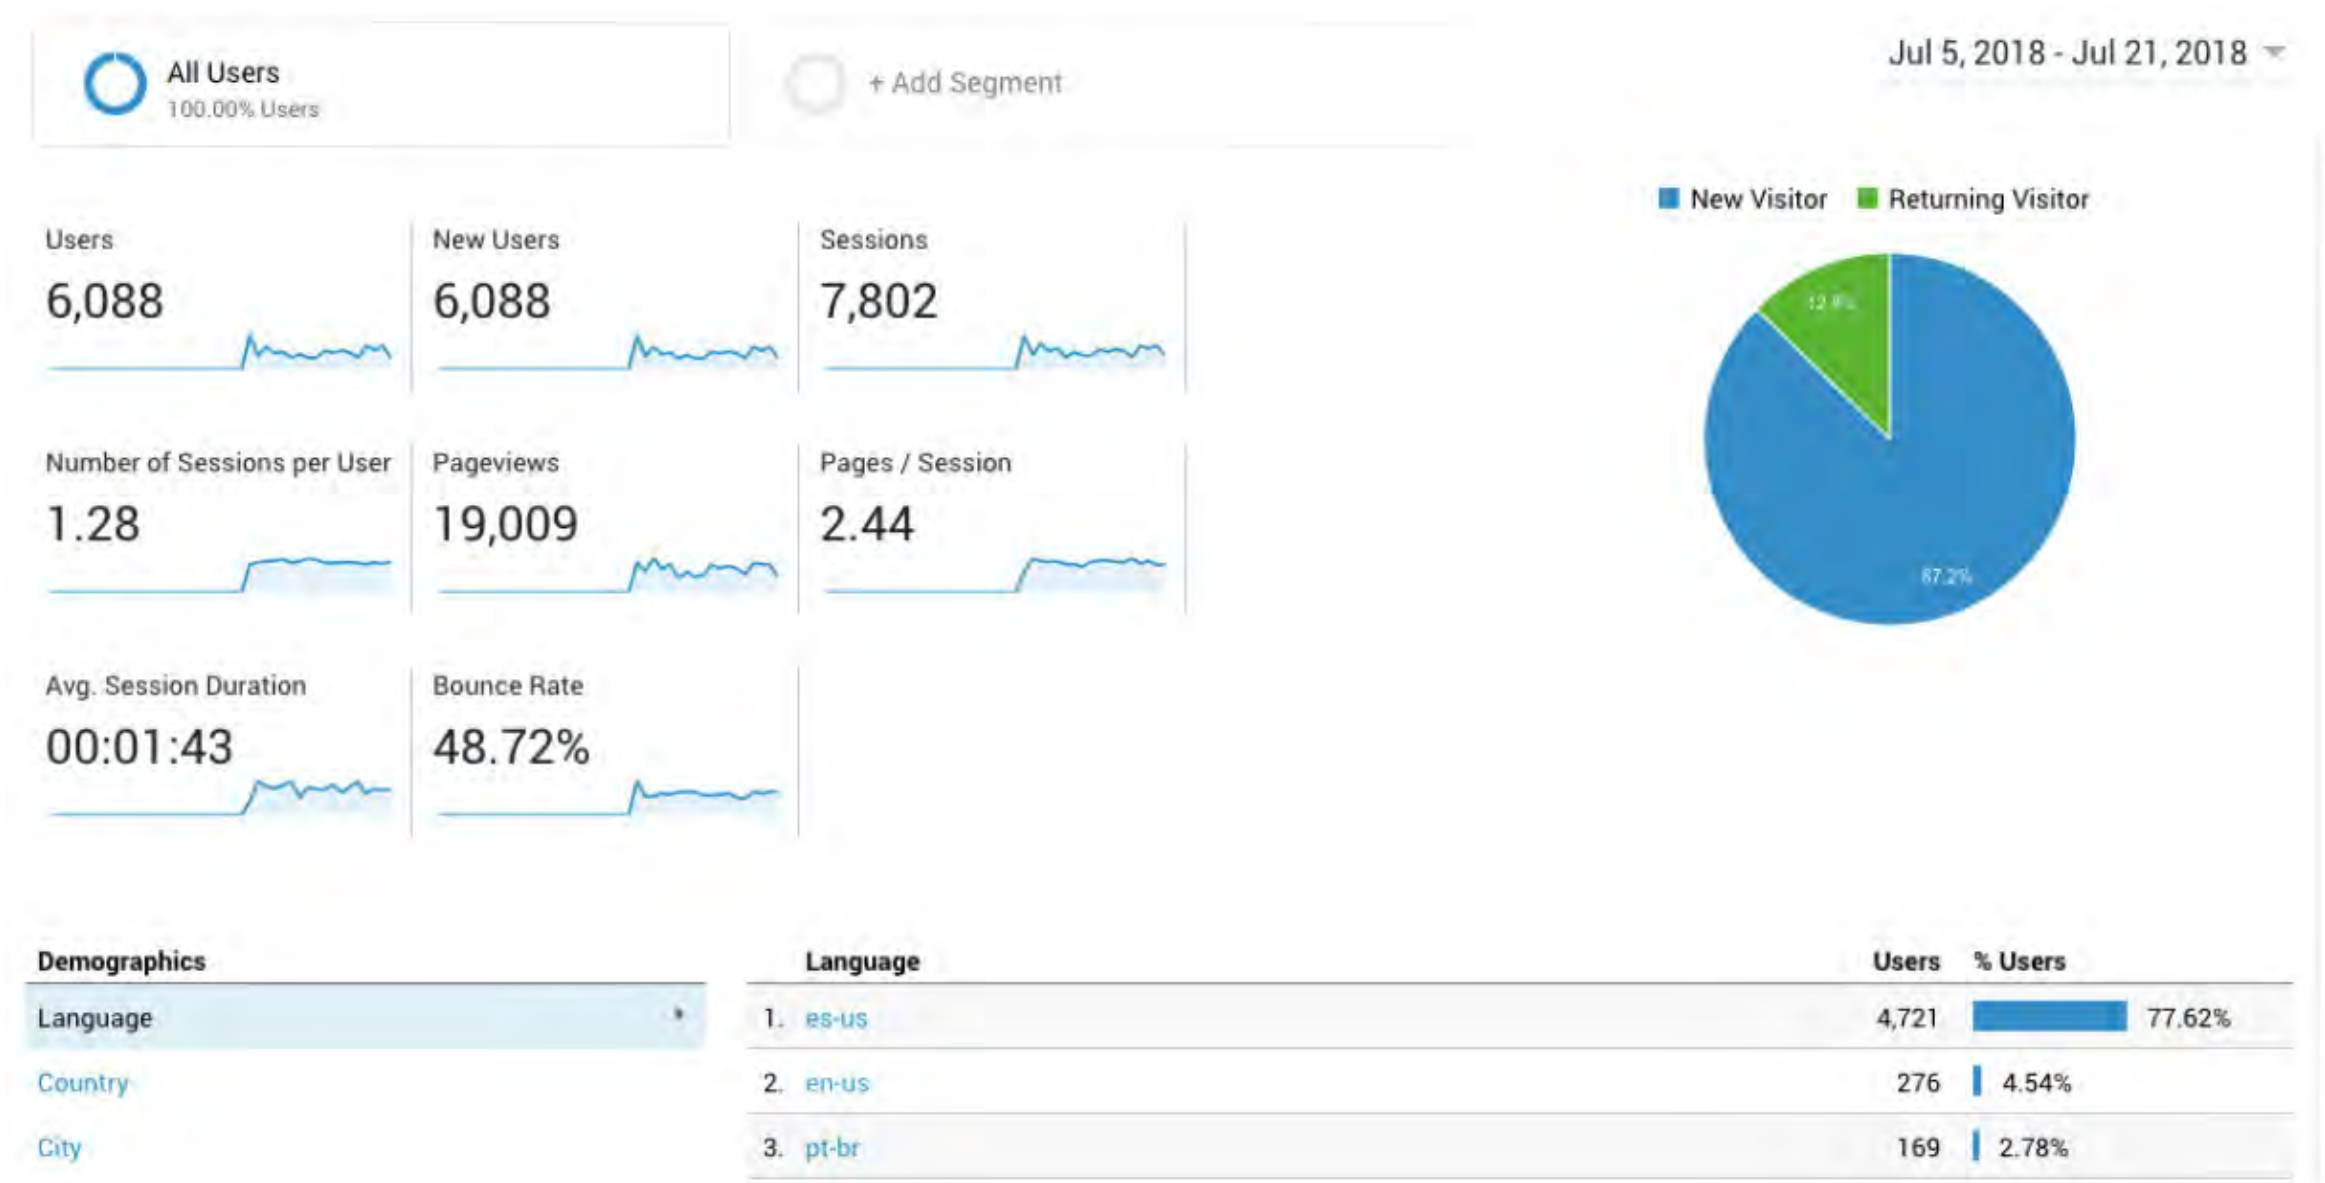 All Users
100.00% Users
+ Add Segment
Jul 5, 2018 - Jul 21, 2018
New Visitor Returning Visitor
Users
6,088
New Users
6,088
Sessions
7,802
12.8%
87.2%
Number of Sessions per User
1.28
Pageviews
19,009
Pages / Session
2.44
Avg. Session Duration
00:01:43
Bounce Rate
48.72%
Demographics
Language
Country
City
Language Users % Users
1. es-us 4,721 77.62%
2. en-us 276 4.54%
3. pt-br 169 2.78%